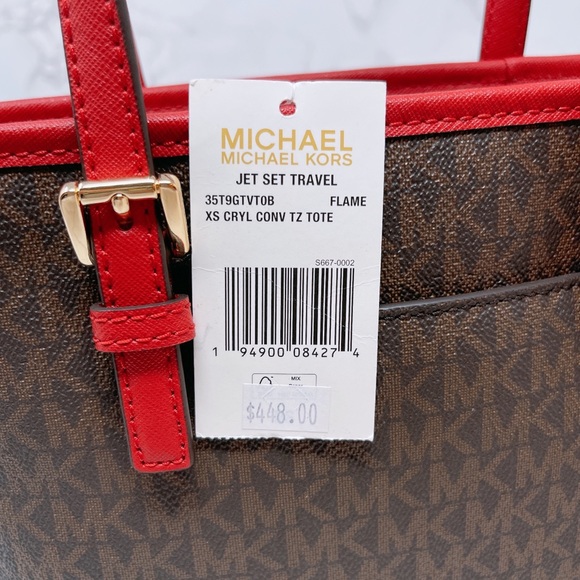 MICHAEL
MICHAEL KORS
JET SET TRAVEL
35T9GTVT0B FLAME
XS CRYL CONV TZ TOTE
S667-0002
1 94900 08427 4
MIX
$448.00